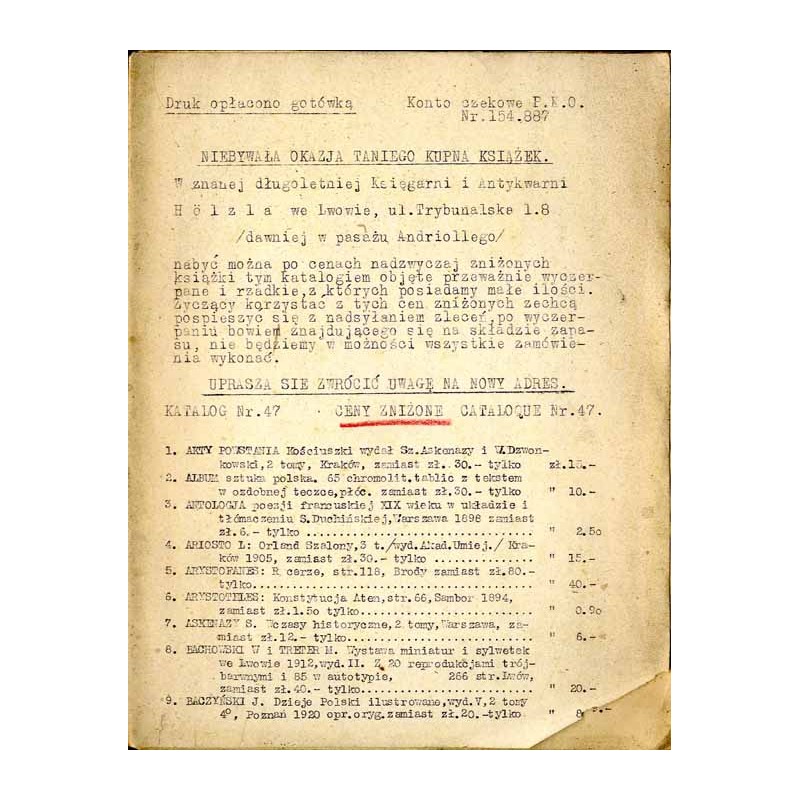 Druk opłacono gotówką Konto czekowe P.K.O.
Nr.154.887
NIEBYWAŁA OKAZJA TANIEGO KUPNA KSIĄŻEK.
W znanej długoletniej Księgarni i Antykwarni
H ö l z l a we Lwowie, ul.Trybunalska l.8
/dawniej w pasażu Andriollego/
nabyć można po cenach nadzwyczaj zniżonych
książki tym katalogiem objęte przeważnie wyczer-
pane i rzadkie,z których posiadamy małe ilości.
Życzący korzystać z tych cen zniżonych zechcą
pospieszyć się z nadsyłaniem zleceń,po wyczer-
paniu bowiem znajdującego się na składzie zapa-
su, nie będziemy w możności wszystkie zamówie-
nia wykonać.
UPRASZA SIE ZWRÓCIĆ UWAGĘ NA NOWY ADRES.
KATALOG Nr.47 CENY ZNIŻONE CATALOQUE Nr.47.
1. AKTY POWSTANIA Kościuszki wydał Sz.Askenazy i W.Dzwon-
kowski,2 tomy, Kraków, zamiast zł..30.- tylko zł.15.-
2. ALBUM sztuka polska. 65 chromolit.tablic z tekstem
w ozdobnej teczce,płóc. zamiast zł.30.- tylko " 10.-
3. ANTOLOGJA poezji francuskiej XIX wieku w układzie i
tłómaczeniu S.Duchińskiej,Warszawa 1898 zamiast
zł.6.- tylko .............................. " 2.50
4. ARIOSTO L: Orland Szalony,3 t./wyd.Akad.Umiej./ Kra-
ków 1905, zamiast zł.30.- tylko ............... " 15.-
5. ARYSTOFANES: R cerze, str.118, Brody zamiast zł.80.-
tylko........................................ " 40.-
6. ARYSTOTELES: Konstytucja Aten,str.66,Sambor 1894,
zamiast zł.1.50 tylko........................ " 0.90
7. ASKENAZY S. Wczasy historyczne,2 tomy,Warszawa, za-
miast zł.12.- tylko.......................... " 6.-
8. BACHOWSKI W i TRETER M. Wystawa miniatur i sylwetek
we Lwowie 1912,wyd.II. Z 20 reprodukcjami trój-
barwnymi i 85 w autotypie, 266 str.Lwów,
zamiast zł.40.- tylko........................ " 20.-
9. BACZYŃSKI J. Dzieje Polski ilustrowane,wyd.V,2 tomy
4°, Poznań 1920 opr.oryg.zamiast zł.20.-tylko " 8